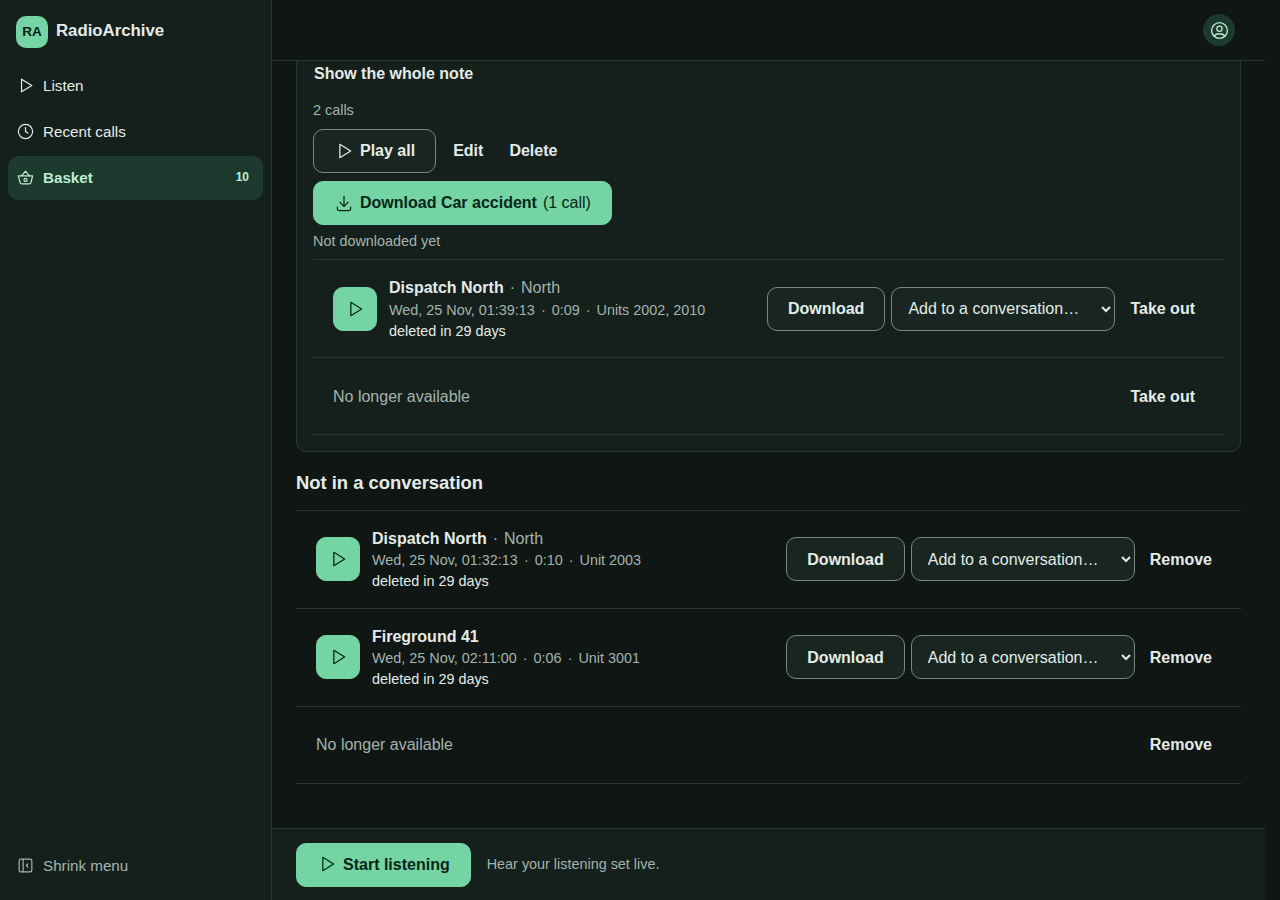 RA RadioArchive
Listen
Recent calls
Basket 10
Shrink menu
Show the whole note
2 calls
Play all Edit Delete
Download Car accident (1 call)
Not downloaded yet
Dispatch North · North
Wed, 25 Nov, 01:39:13 · 0:09 · Units 2002, 2010
deleted in 29 days
Download Add to a conversation… Take out
No longer available Take out
Not in a conversation
Dispatch North · North
Wed, 25 Nov, 01:32:13 · 0:10 · Unit 2003
deleted in 29 days
Download Add to a conversation… Remove
Fireground 41
Wed, 25 Nov, 02:11:00 · 0:06 · Unit 3001
deleted in 29 days
Download Add to a conversation… Remove
No longer available Remove
Start listening Hear your listening set live.